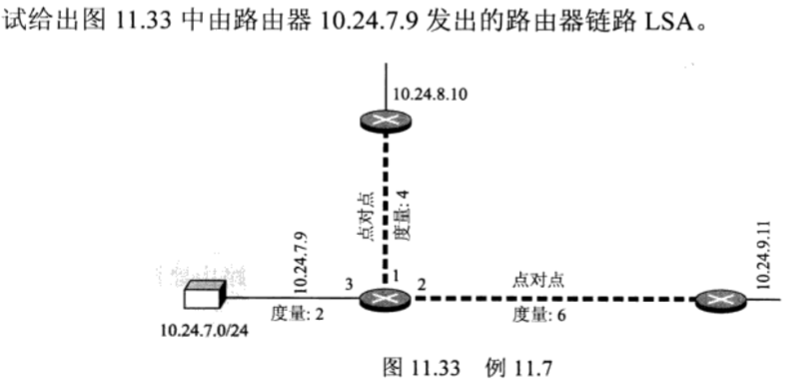 试给出图 11.33 中由路由器 10.24.7.9 发出的路由器链路 LSA。
10.24.8.10
点对点
度量: 4
10.24.7.9
10.24.9.11
3
1
2
点对点
度量: 2
度量: 6
10.24.7.0/24
图 11.33 例 11.7